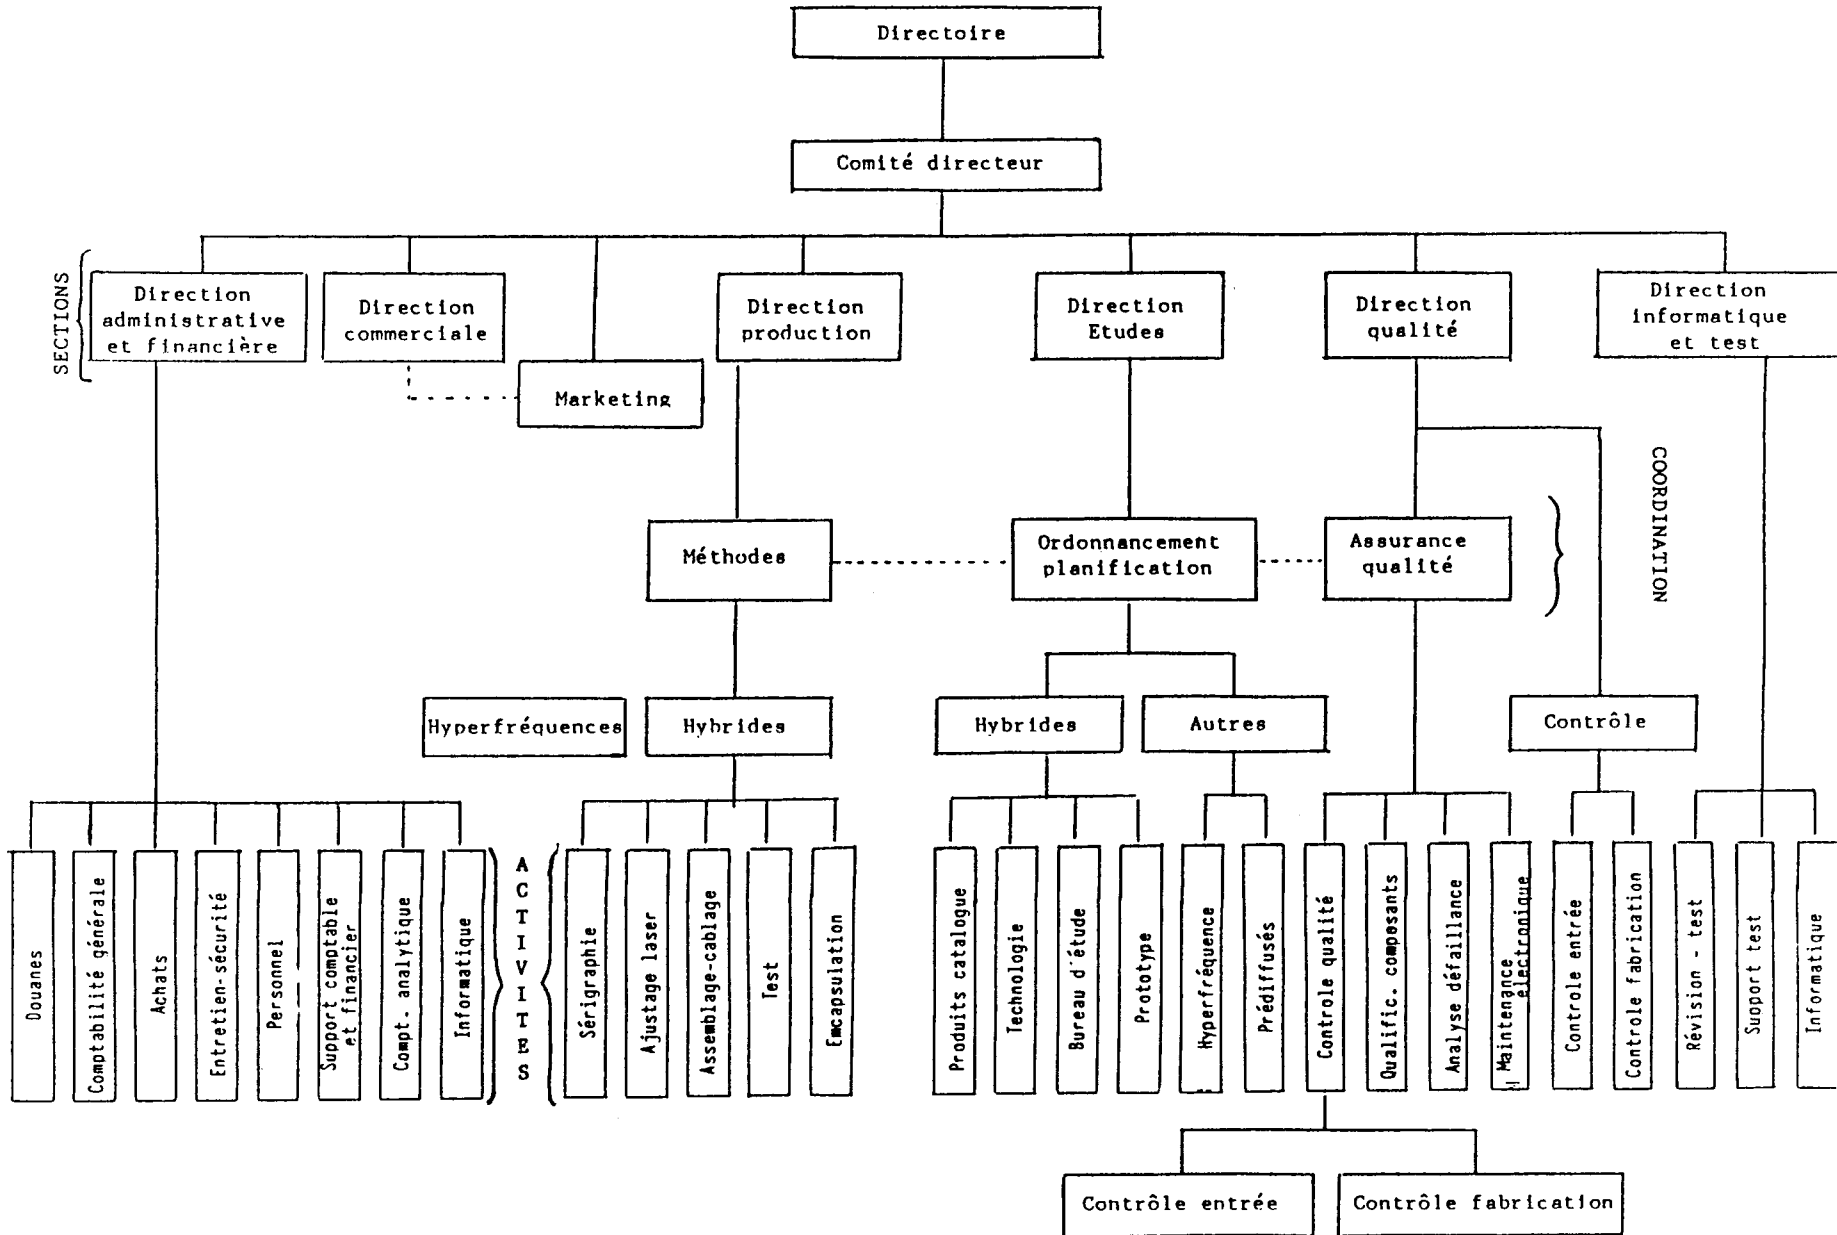 Directoire
Comité directeur
SECTIONS
Direction
administrative
et financière
Direction
commerciale
Marketing
Direction
production
Direction
Etudes
Direction
qualité
Direction
informatique
et test
COORDINATION
Méthodes
Ordonnancement
planification
Assurance
qualité
Hyperfréquences
Hybrides
Hybrides
Autres
Contrôle
Douanes
Comptabilité générale
Achats
Entretien-sécurité
Personnel
Support comptable
et financier
Compt. analytique
Informatique
ACTIVITES
Sérigraphie
Ajustage laser
Assemblage-cablage
Test
Emcapsulation
Produits catalogue
Technologie
Bureau d'étude
Prototype
Hyperfréquence
Prédiffusés
Controle qualité
Qualific. composants
Analyse défaillance
Maintenance
électronique
Controle entrée
Controle fabrication
Révision - test
Support test
Informatique
Contrôle entrée
Contrôle fabrication